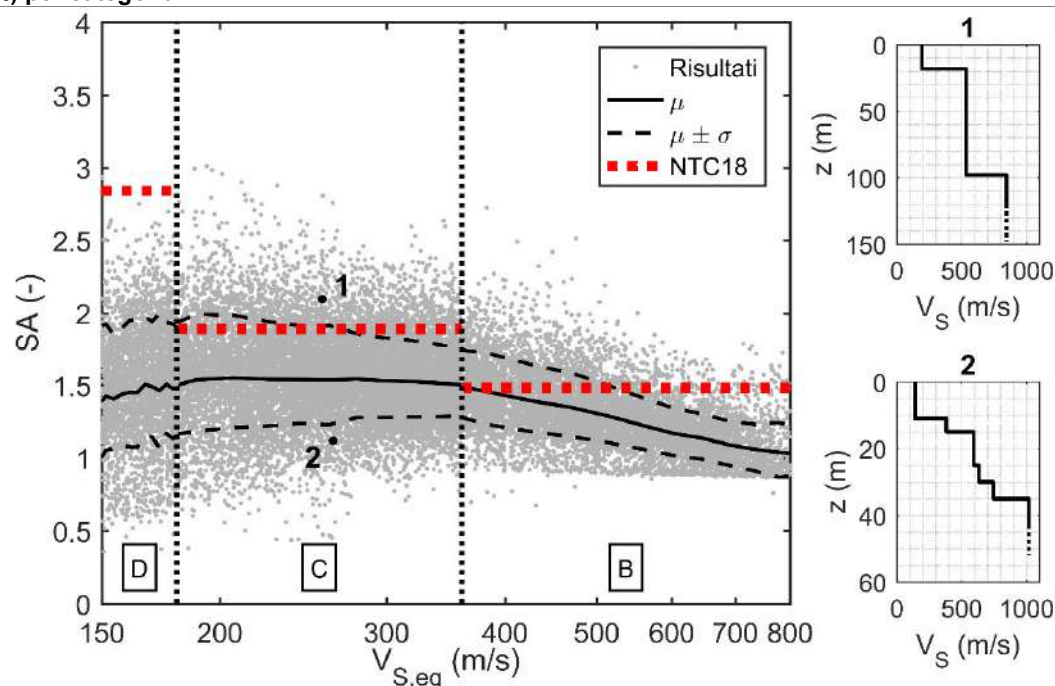 4
3.5
3
2.5
2
1.5
1
0.5
0
SA (-)
Risultati
μ
μ ± σ
NTC18
1
2
D
C
B
150 200 300 400 500 600 700 800
V_S,eq (m/s)
1
0
50
100
150
z (m)
0 500 1000
V_S (m/s)
2
0
20
40
60
z (m)
0 500 1000
V_S (m/s)